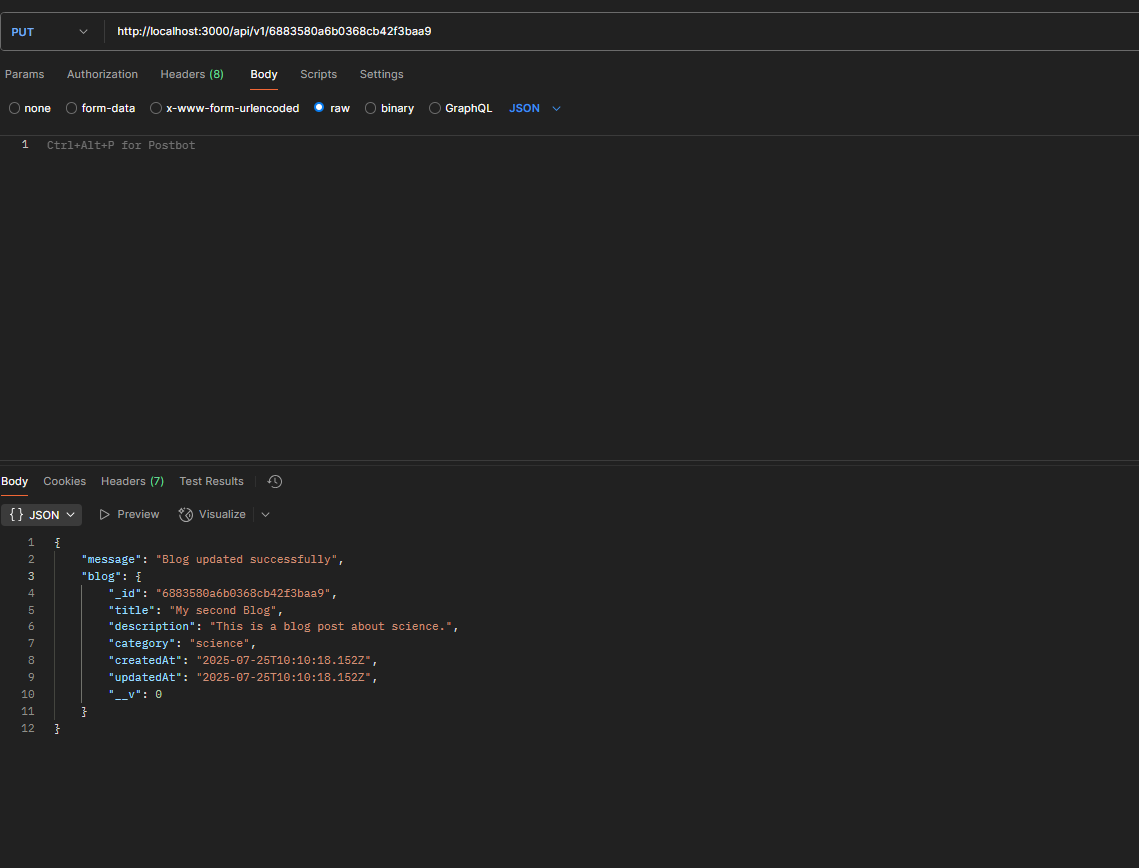 PUT http://localhost:3000/api/v1/6883580a6b0368cb42f3baa9
Params Authorization Headers (8) Body Scripts Settings
none form-data x-www-form-urlencoded raw binary GraphQL JSON
1 Ctrl+Alt+P for Postbot
Body Cookies Headers (7) Test Results
{} JSON Preview Visualize
1 {
2 "message": "Blog updated successfully",
3 "blog": {
4 "_id": "6883580a6b0368cb42f3baa9",
5 "title": "My second Blog",
6 "description": "This is a blog post about science.",
7 "category": "science",
8 "createdAt": "2025-07-25T10:10:18.152Z",
9 "updatedAt": "2025-07-25T10:10:18.152Z",
10 "__v": 0
11 }
12 }